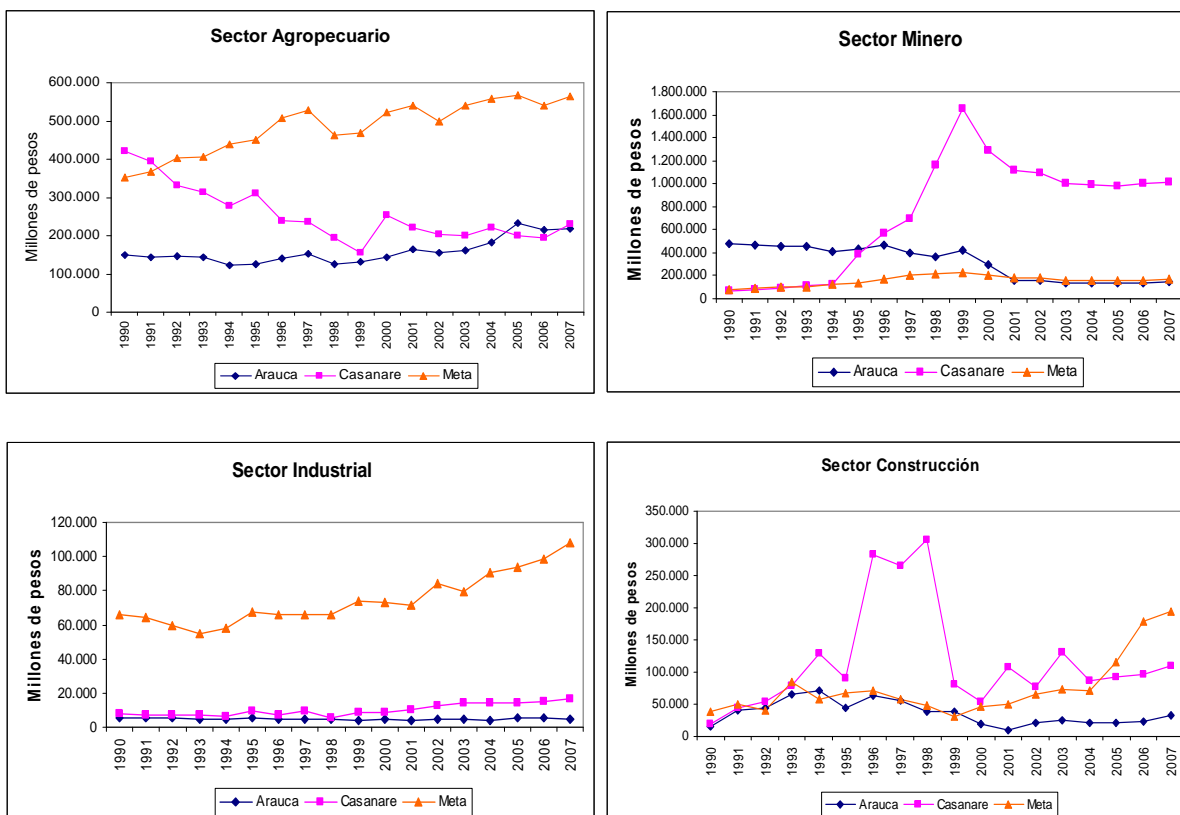 Sector Agropecuario
Millones de pesos
600.000
500.000
400.000
300.000
200.000
100.000
0
1990 1991 1992 1993 1994 1995 1996 1997 1998 1999 2000 2001 2002 2003 2004 2005 2006 2007
Arauca Casanare Meta
Sector Minero
Millones de pesos
1.800.000
1.600.000
1.400.000
1.200.000
1.000.000
800.000
600.000
400.000
200.000
0
1990 1991 1992 1993 1994 1995 1996 1997 1998 1999 2000 2001 2002 2003 2004 2005 2006 2007
Arauca Casanare Meta
Sector Industrial
Millones de pesos
120.000
100.000
80.000
60.000
40.000
20.000
0
1990 1991 1992 1993 1994 1995 1996 1997 1998 1999 2000 2001 2002 2003 2004 2005 2006 2007
Arauca Casanare Meta
Sector Construcción
Millones de pesos
350.000
300.000
250.000
200.000
150.000
100.000
50.000
0
1990 1991 1992 1993 1994 1995 1996 1997 1998 1999 2000 2001 2002 2003 2004 2005 2006 2007
Arauca Casanare Meta